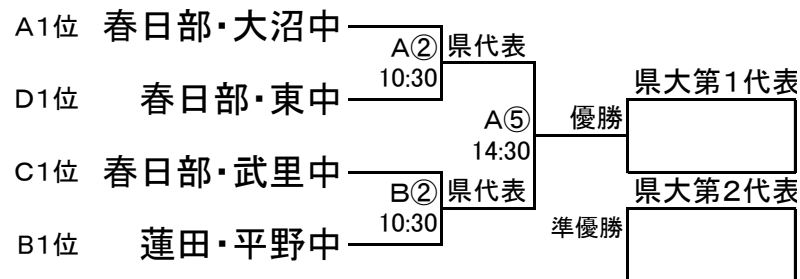 A1位 春日部・大沼中
A② 県代表
10:30
D1位 春日部・東中
県大第1代表
A⑤ 優勝
14:30
C1位 春日部・武里中
B② 県代表
10:30
県大第2代表
準優勝
B1位 蓮田・平野中